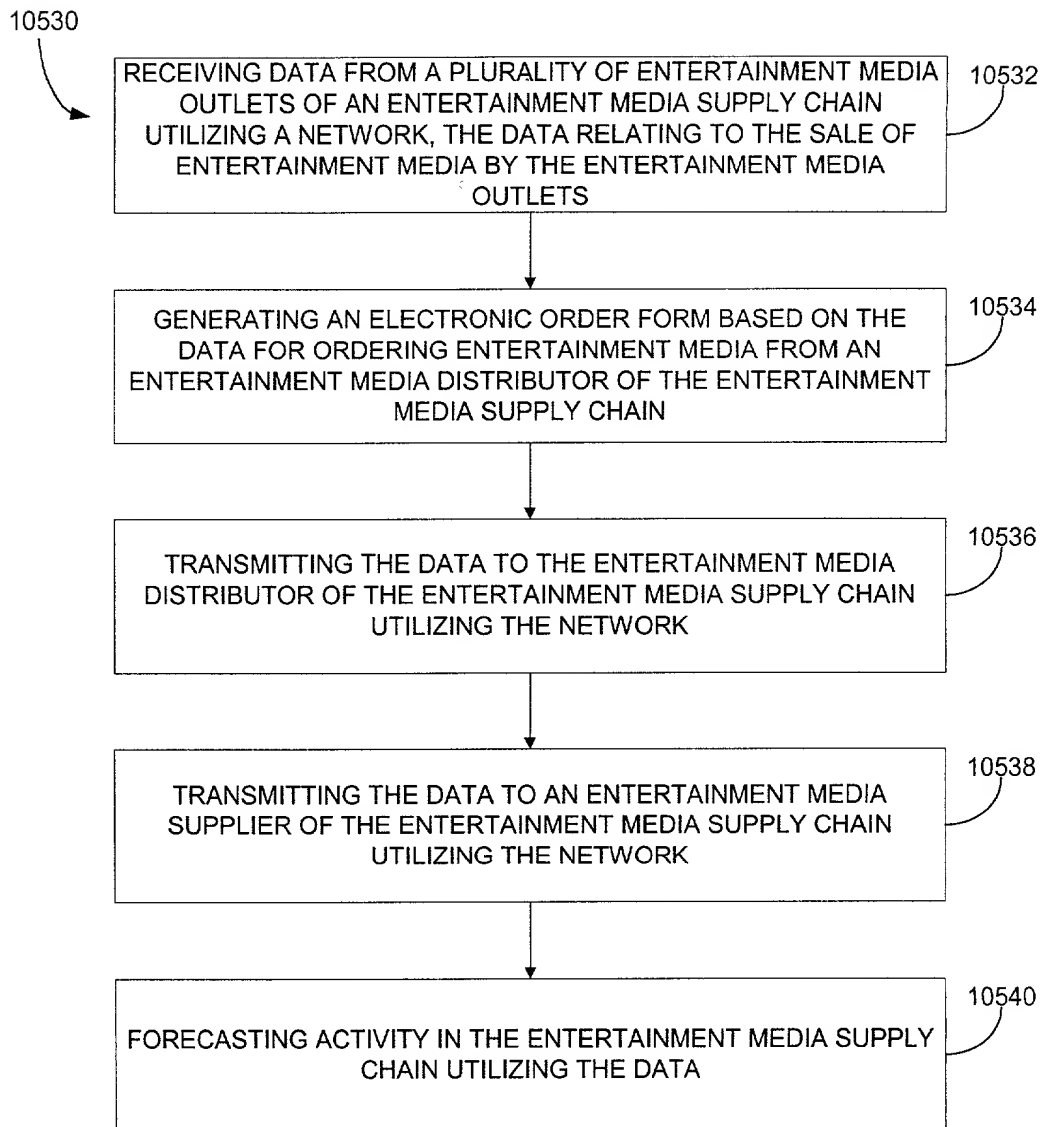 10530
RECEIVING DATA FROM A PLURALITY OF ENTERTAINMENT MEDIA
OUTLETS OF AN ENTERTAINMENT MEDIA SUPPLY CHAIN
UTILIZING A NETWORK, THE DATA RELATING TO THE SALE OF
ENTERTAINMENT MEDIA BY THE ENTERTAINMENT MEDIA
OUTLETS
10532
GENERATING AN ELECTRONIC ORDER FORM BASED ON THE
DATA FOR ORDERING ENTERTAINMENT MEDIA FROM AN
ENTERTAINMENT MEDIA DISTRIBUTOR OF THE ENTERTAINMENT
MEDIA SUPPLY CHAIN
10534
TRANSMITTING THE DATA TO THE ENTERTAINMENT MEDIA
DISTRIBUTOR OF THE ENTERTAINMENT MEDIA SUPPLY CHAIN
UTILIZING THE NETWORK
10536
TRANSMITTING THE DATA TO AN ENTERTAINMENT MEDIA
SUPPLIER OF THE ENTERTAINMENT MEDIA SUPPLY CHAIN
UTILIZING THE NETWORK
10538
FORECASTING ACTIVITY IN THE ENTERTAINMENT MEDIA SUPPLY
CHAIN UTILIZING THE DATA
10540